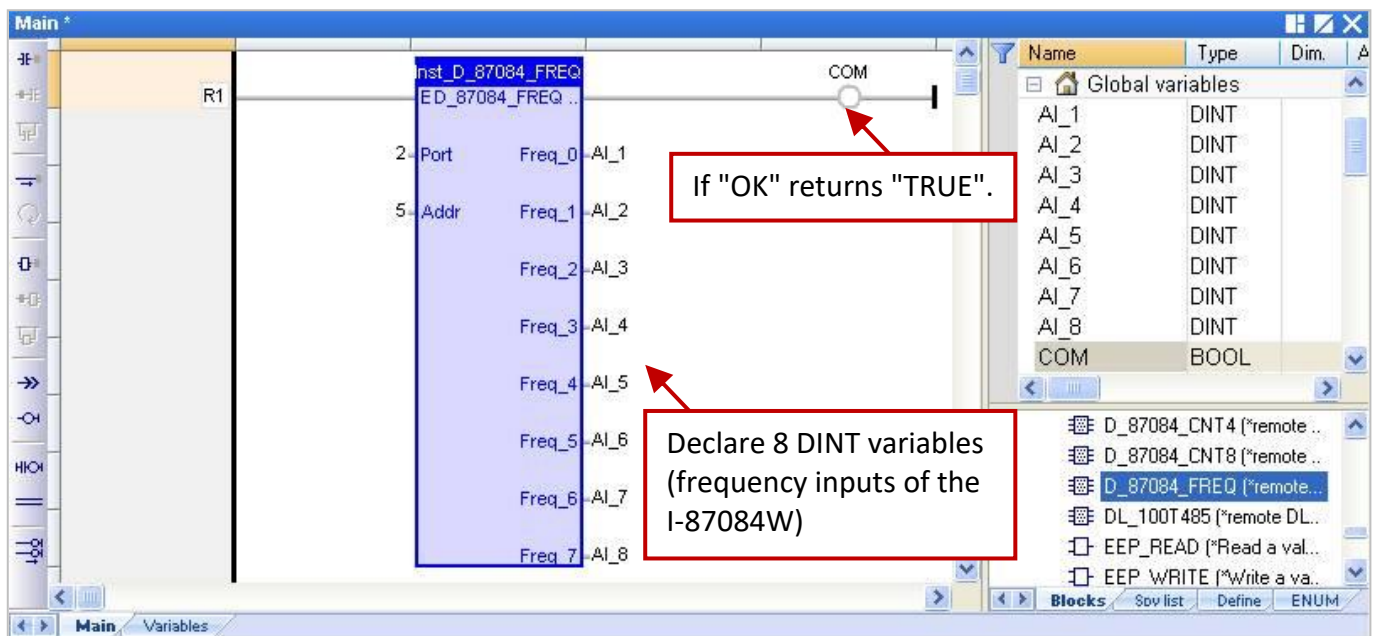 Main *
R1
Inst_D_87084_FREQ
E D_87084_FREQ ..
COM
2 Port Freq_0 AI_1
5 Addr Freq_1 AI_2
Freq_2 AI_3
Freq_3 AI_4
Freq_4 AI_5
Freq_5 AI_6
Freq_6 AI_7
Freq_7 AI_8
If "OK" returns "TRUE".
Declare 8 DINT variables
(frequency inputs of the
I-87084W)
Main Variables
Name Type Dim. A
Global variables
AI_1 DINT
AI_2 DINT
AI_3 DINT
AI_4 DINT
AI_5 DINT
AI_6 DINT
AI_7 DINT
AI_8 DINT
COM BOOL
D_87084_CNT4 (*remote ..
D_87084_CNT8 (*remote ..
D_87084_FREQ (*remote...
DL_100T485 (*remote DL..
EEP_READ (*Read a val...
EEP_WRITE (*Write a va..
Blocks Spy list Define ENUM